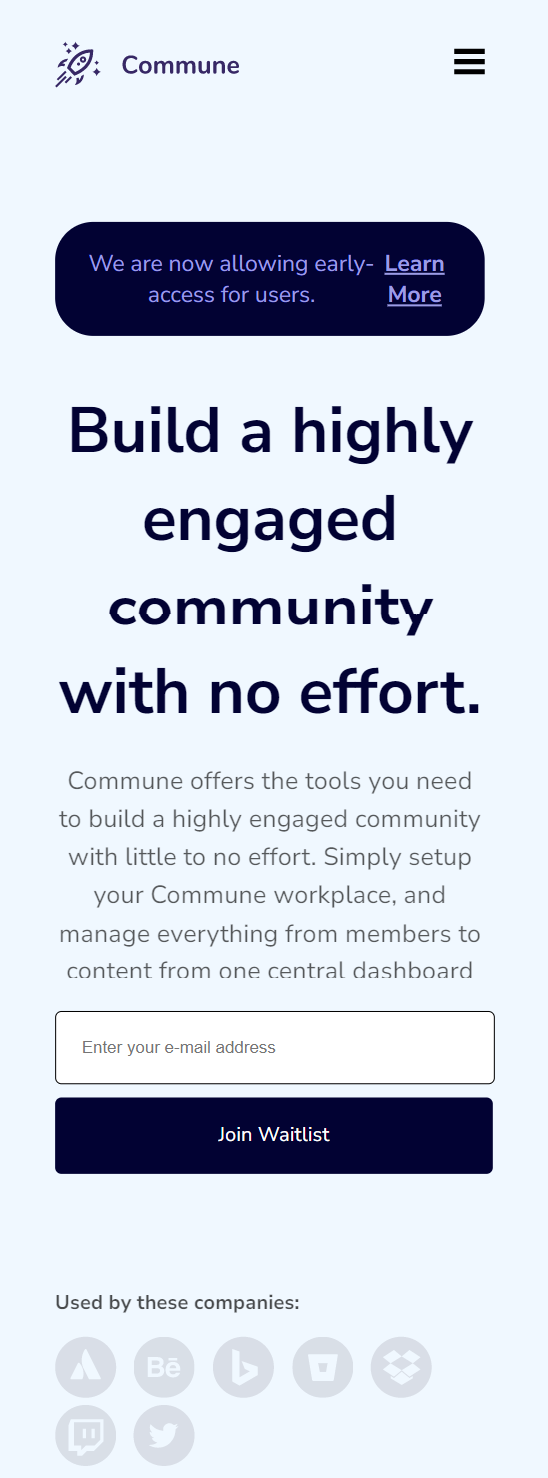 Commune
We are now allowing early- Learn
access for users. More
Build a highly
engaged
community
with no effort.
Commune offers the tools you need
to build a highly engaged community
with little to no effort. Simply setup
your Commune workplace, and
manage everything from members to
content from one central dashboard
Enter your e-mail address
Join Waitlist
Used by these companies:
Bē